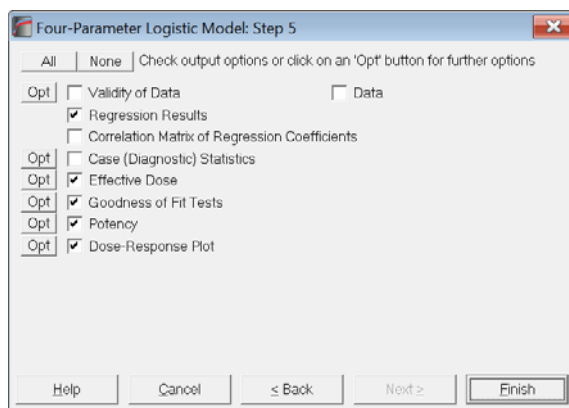 Four-Parameter Logistic Model: Step 5
All None Check output options or click on an 'Opt' button for further options
Opt Validity of Data Data
Regression Results
Correlation Matrix of Regression Coefficients
Opt Case (Diagnostic) Statistics
Opt Effective Dose
Opt Goodness of Fit Tests
Opt Potency
Opt Dose-Response Plot
Help Cancel < Back Next > Finish